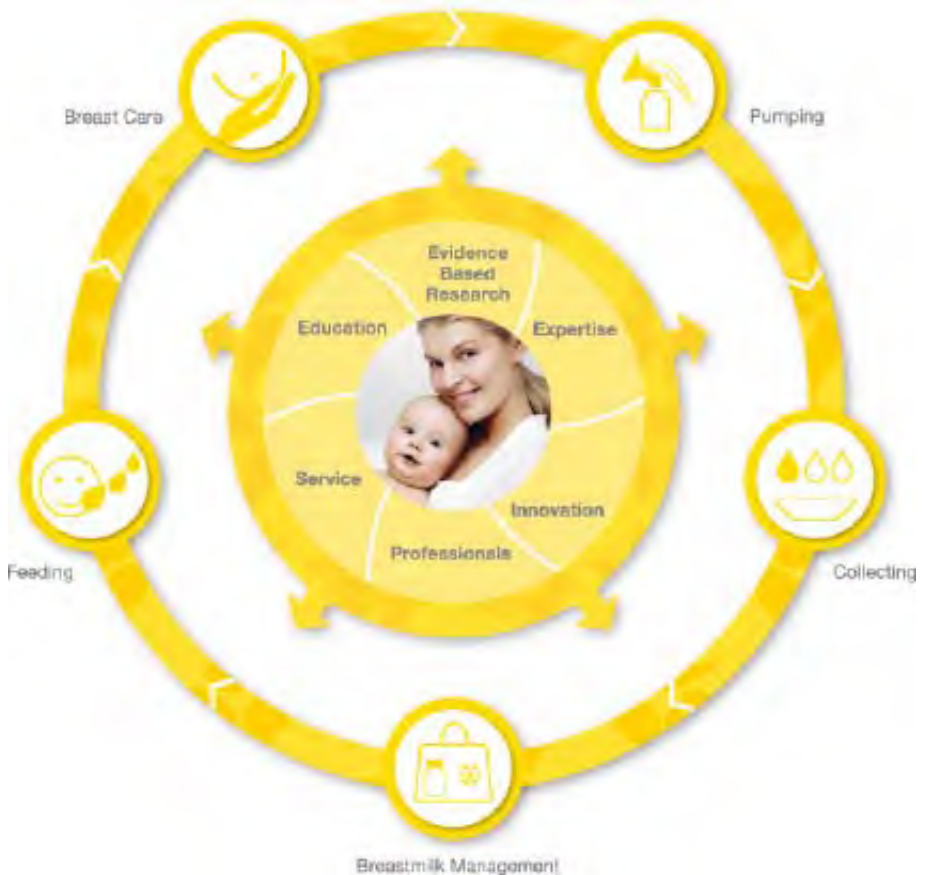 Breast Care
Pumping
Evidence
Based
Research
Education
Expertise
Service
Innovation
Professionals
Feeding
Collecting
Breastmilk Management